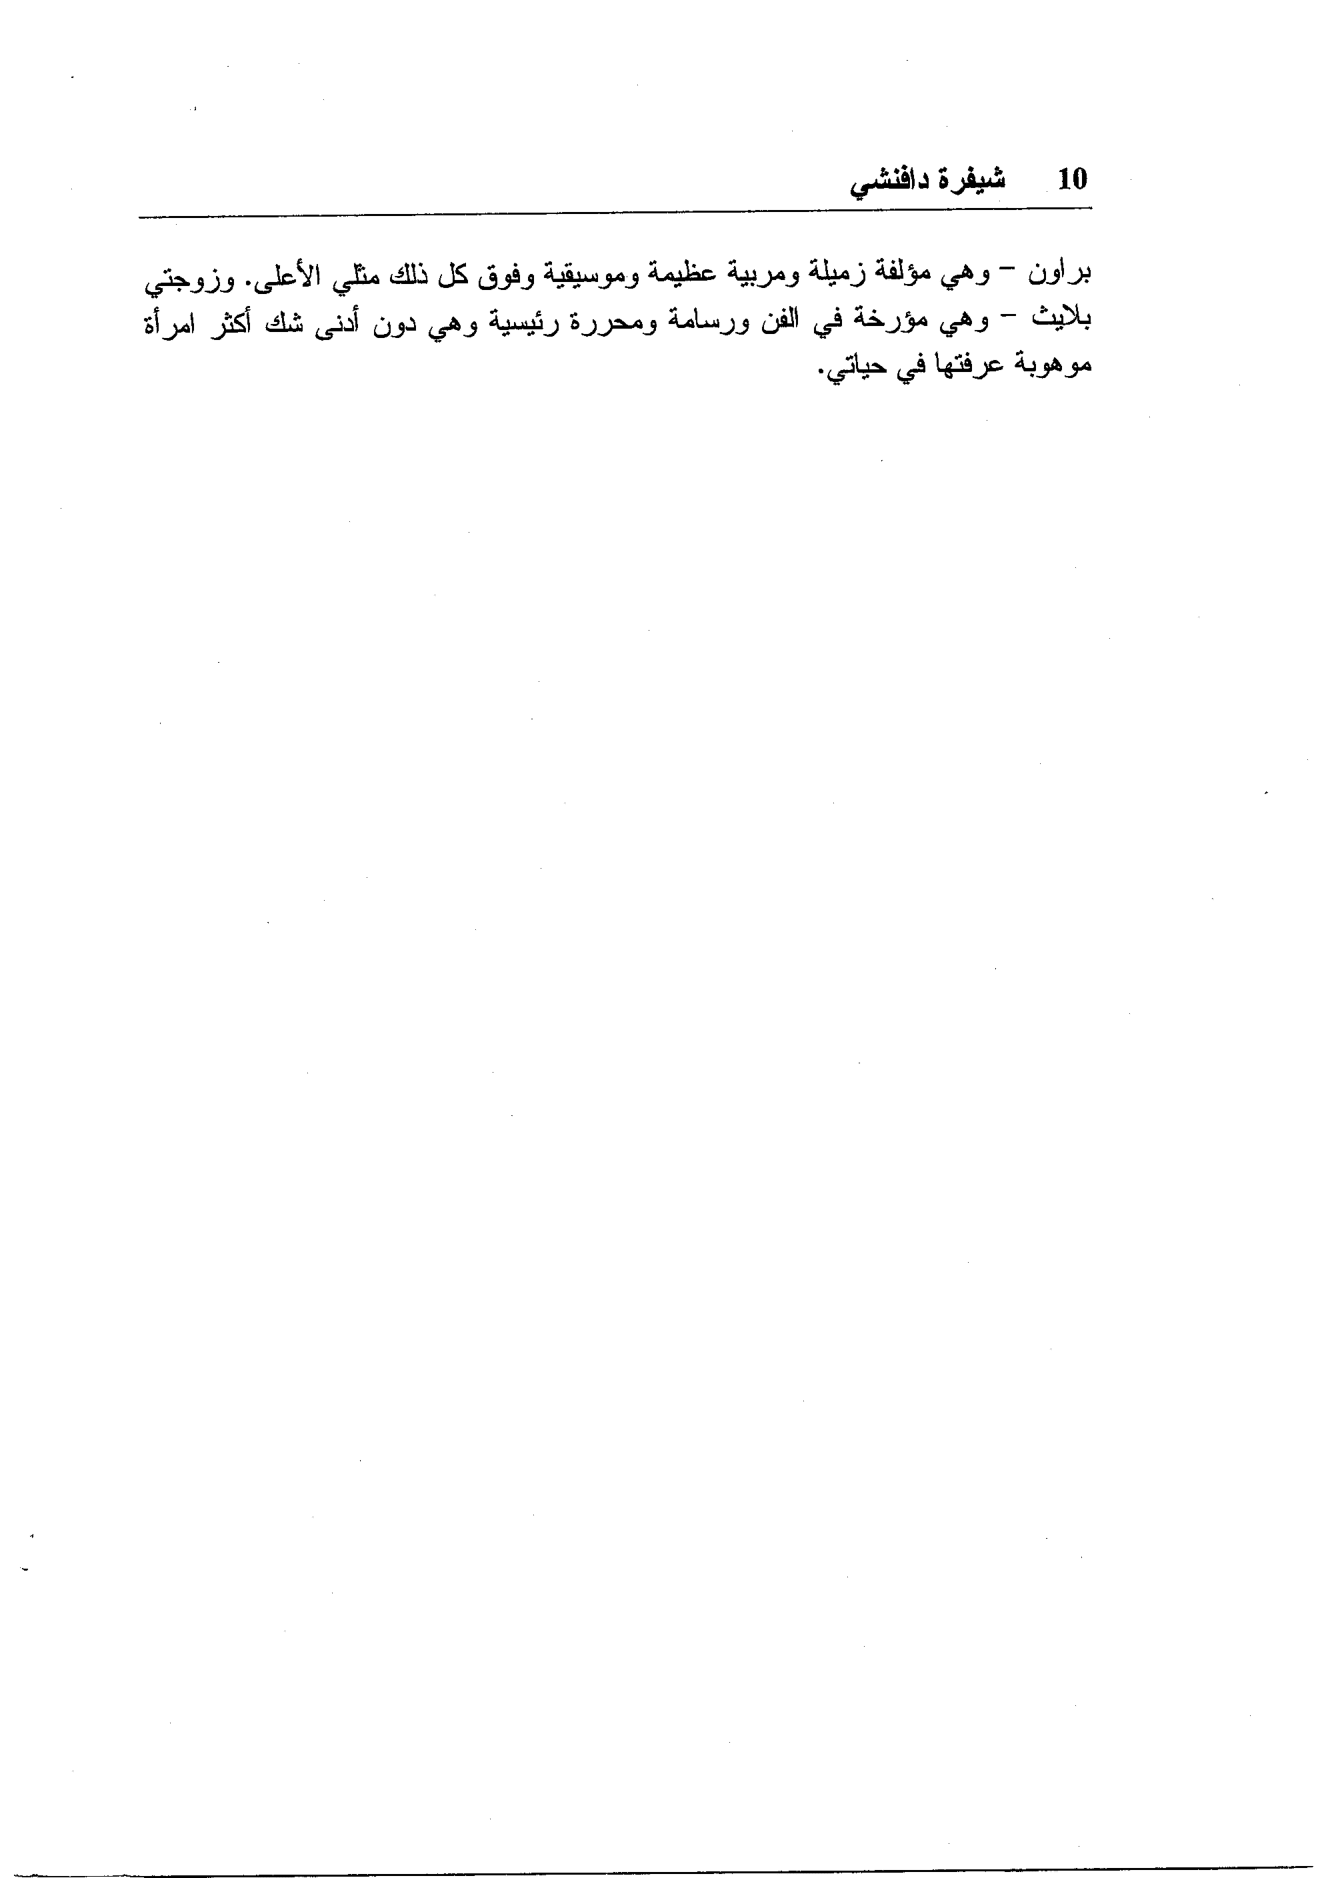 10 شيفرة دافنشي
براون – وهي مؤلفة زميلة ومربية عظيمة وموسيقية وفوق كل ذلك مثلي الأعلى. وزوجتي
بلايث – وهي مؤرخة في الفن ورسامة ومحررة رئيسية وهي دون أدنى شك أكثر امرأة
موهوبة عرفتها في حياتي.